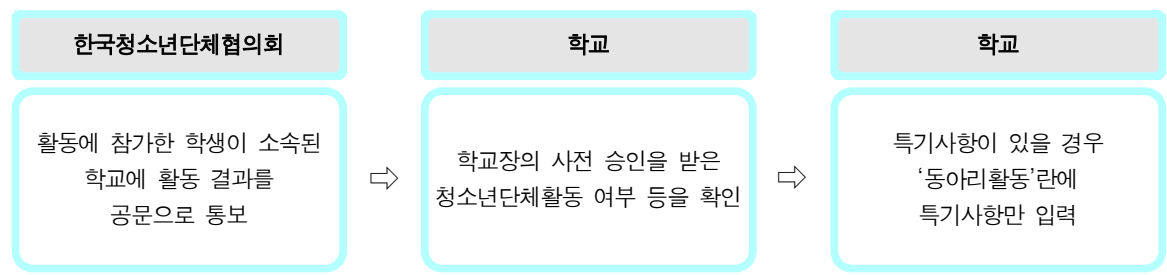 한국청소년단체협의회
활동에 참가한 학생이 소속된
학교에 활동 결과를
공문으로 통보
⇨
학교
학교장의 사전 승인을 받은
청소년단체활동 여부 등을 확인
⇨
학교
특기사항이 있을 경우
‘동아리활동’란에
특기사항만 입력